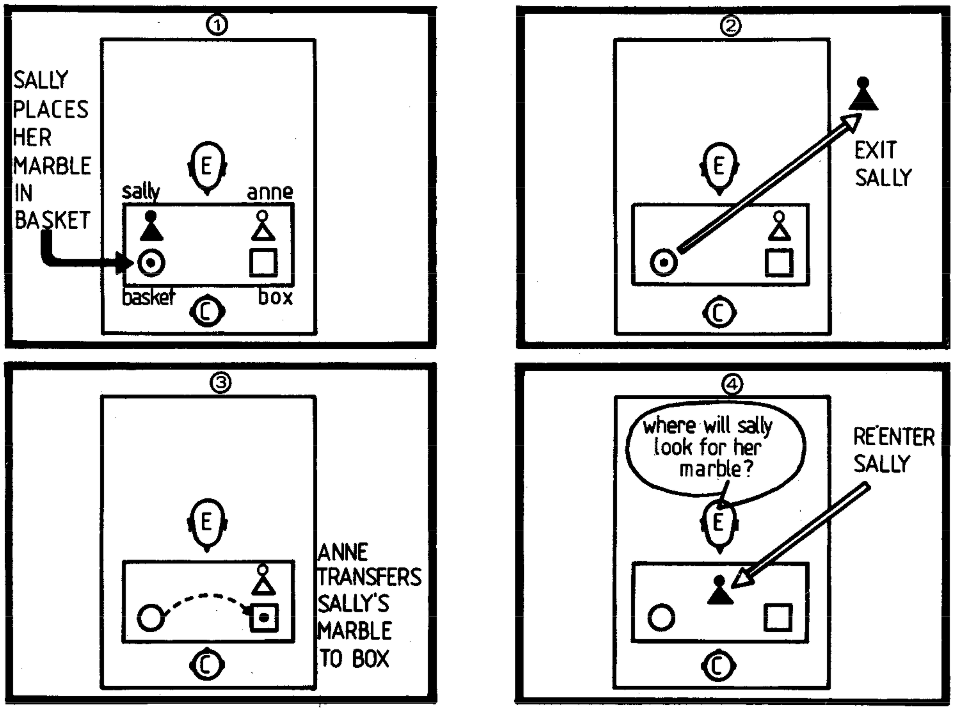 ①
SALLY
PLACES
HER
MARBLE
IN
BASKET
E
sally
anne
basket
box
C
②
E
EXIT
SALLY
C
③
E
ANNE
TRANSFERS
SALLY'S
MARBLE
TO BOX
C
④
where will sally
look for her
marble?
RE'ENTER
SALLY
E
C